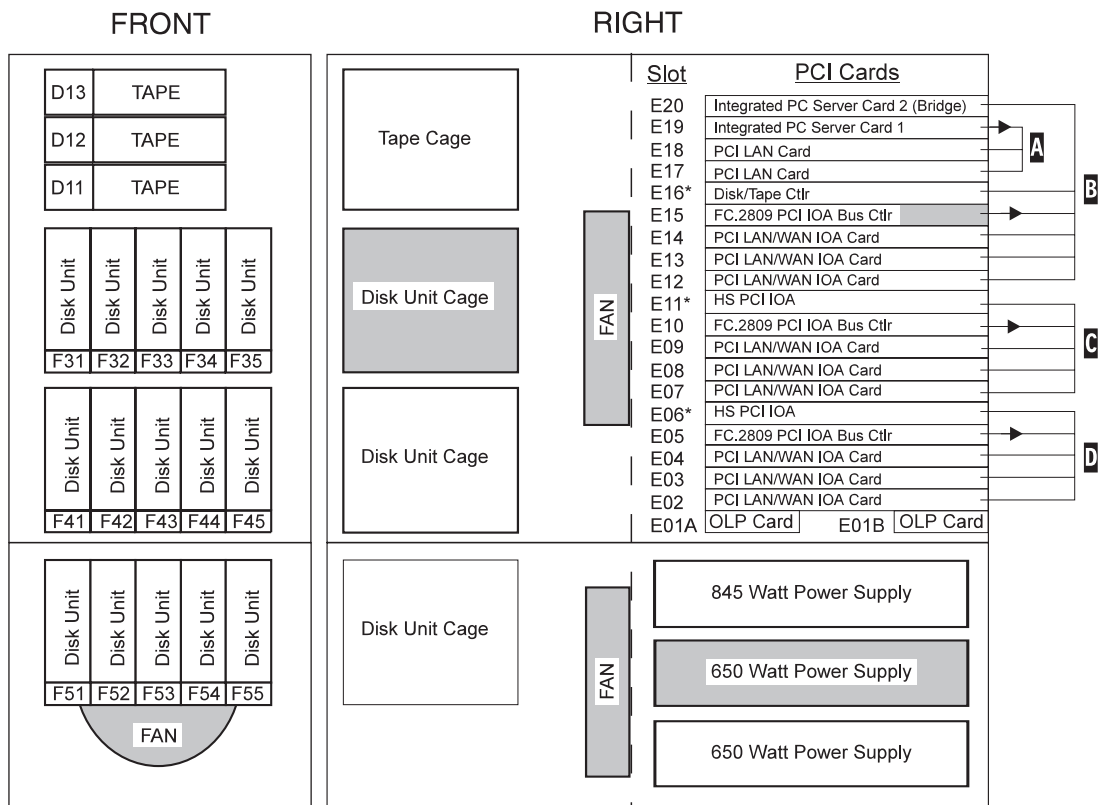 FRONT
RIGHT
D13 TAPE
D12 TAPE
D11 TAPE
Disk Unit Disk Unit Disk Unit Disk Unit Disk Unit
F31 F32 F33 F34 F35
Disk Unit Disk Unit Disk Unit Disk Unit Disk Unit
F41 F42 F43 F44 F45
Disk Unit Disk Unit Disk Unit Disk Unit Disk Unit
F51 F52 F53 F54 F55
FAN
Tape Cage
Disk Unit Cage
Disk Unit Cage
Disk Unit Cage
FAN
FAN
Slot PCI Cards
E20 Integrated PC Server Card 2 (Bridge)
E19 Integrated PC Server Card 1
E18 PCI LAN Card
E17 PCI LAN Card
E16* Disk/Tape Ctlr
E15 FC.2809 PCI IOA Bus Ctlr
E14 PCI LAN/WAN IOA Card
E13 PCI LAN/WAN IOA Card
E12 PCI LAN/WAN IOA Card
E11* HS PCI IOA
E10 FC.2809 PCI IOA Bus Ctlr
E09 PCI LAN/WAN IOA Card
E08 PCI LAN/WAN IOA Card
E07 PCI LAN/WAN IOA Card
E06* HS PCI IOA
E05 FC.2809 PCI IOA Bus Ctlr
E04 PCI LAN/WAN IOA Card
E03 PCI LAN/WAN IOA Card
E02 PCI LAN/WAN IOA Card
E01A OLP Card E01B OLP Card
A
B
C
D
845 Watt Power Supply
650 Watt Power Supply
650 Watt Power Supply